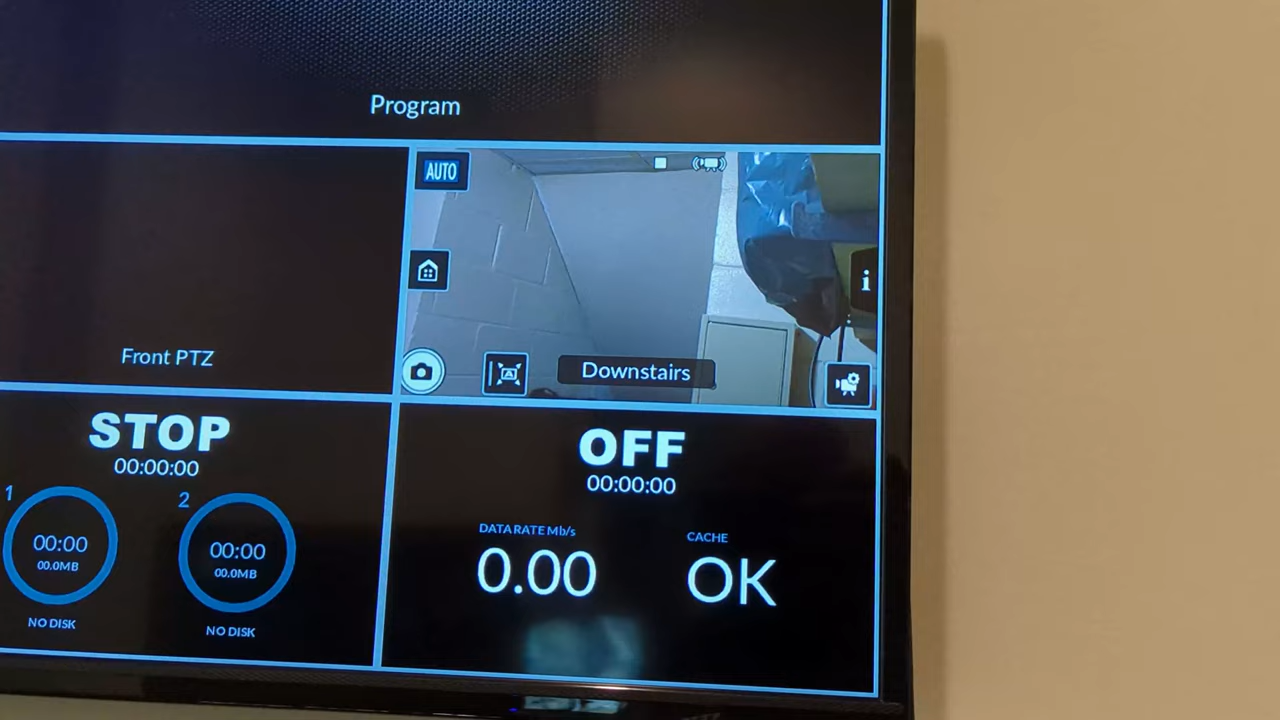 Program
AUTO
i
A
Downstairs
Front PTZ
STOP
00:00:00
1
00:00
00.0MB
NO DISK
2
00:00
00.0MB
NO DISK
OFF
00:00:00
DATA RATE Mb/s
0.00
CACHE
OK